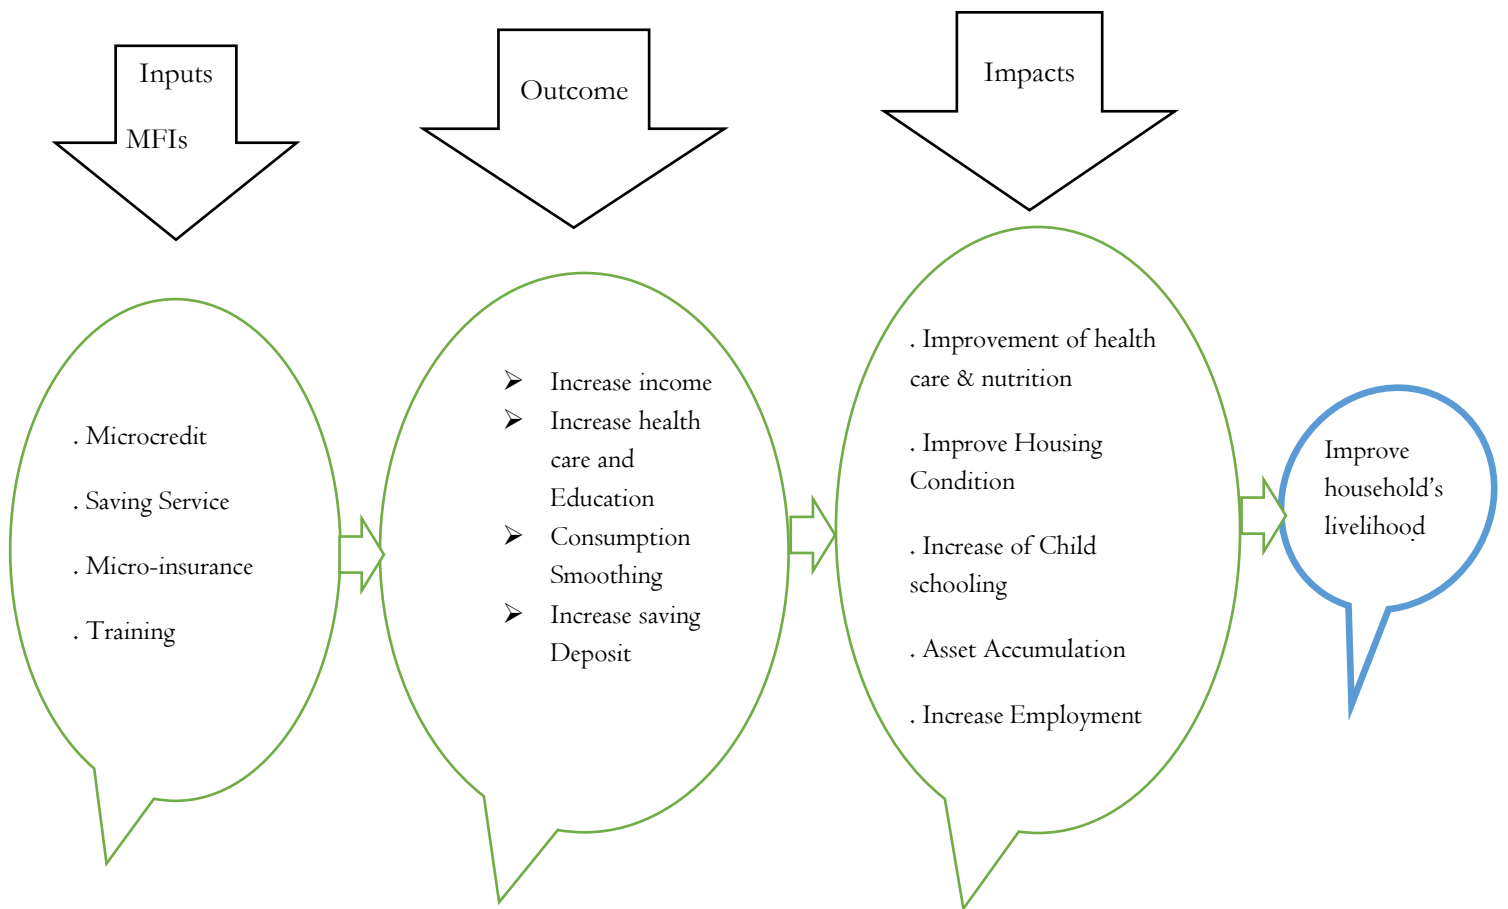 Inputs
MFIs
Outcome
Impacts
. Microcredit
. Saving Service
. Micro-insurance
. Training
➢ Increase income
➢ Increase health
care and
Education
➢ Consumption
Smoothing
➢ Increase saving
Deposit
. Improvement of health
care & nutrition
. Improve Housing
Condition
. Increase of Child
schooling
. Asset Accumulation
. Increase Employment
Improve
household's
livelihood
.